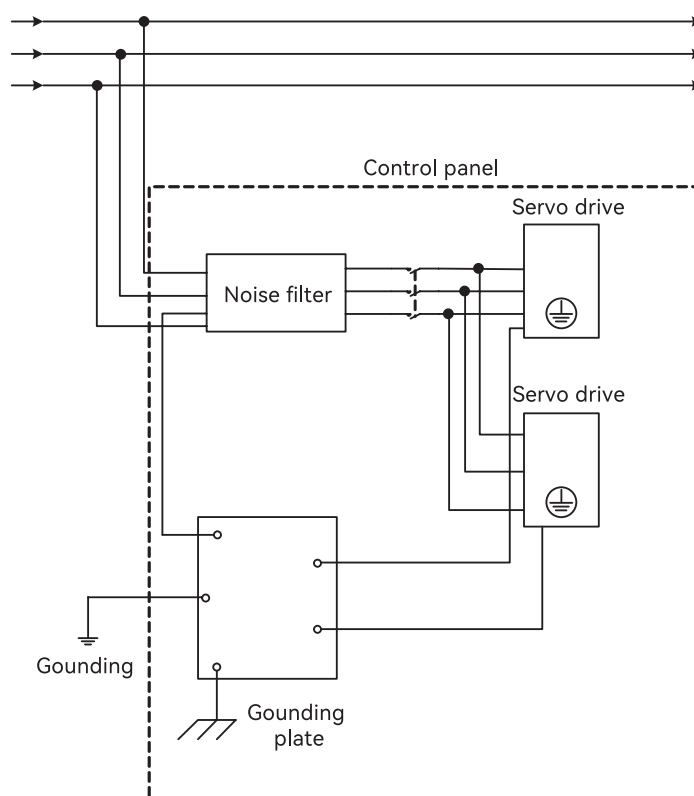 Control panel
Servo drive
Noise filter
Servo drive
Gounding
Gounding
plate